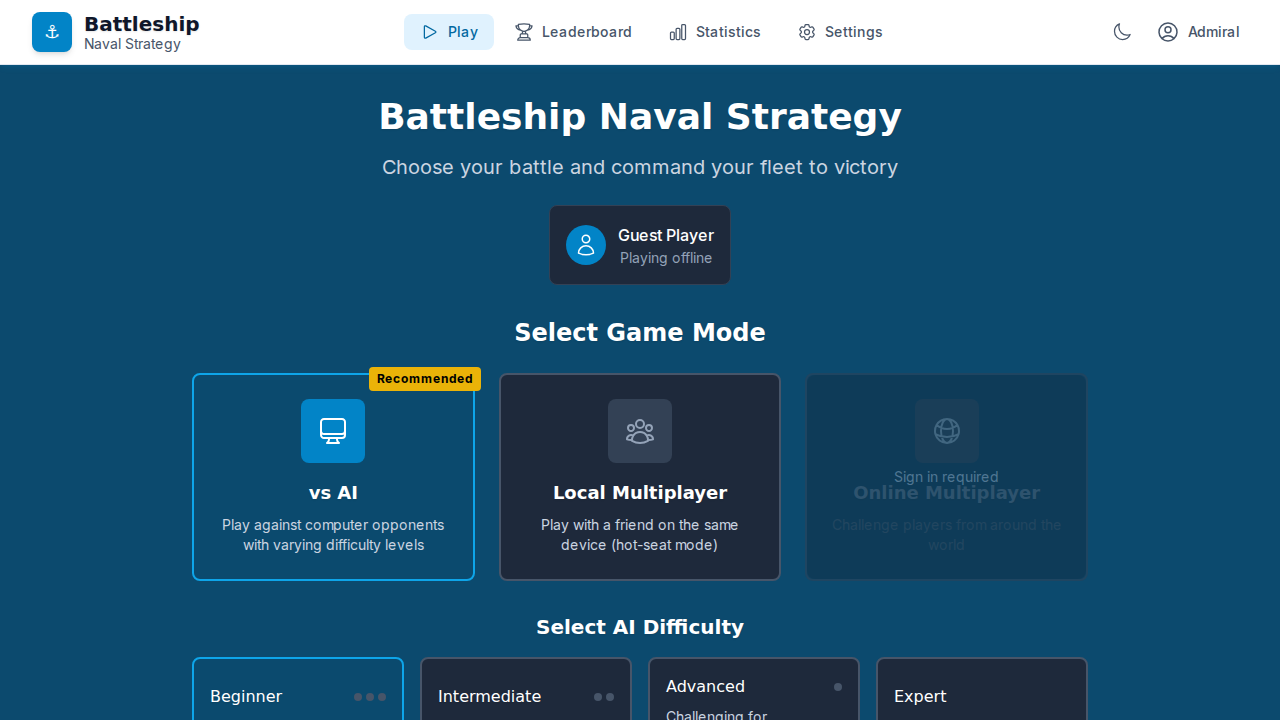 Battleship
Naval Strategy
Play
Leaderboard
Statistics
Settings
Admiral
Battleship Naval Strategy
Choose your battle and command your fleet to victory
Guest Player
Playing offline
Select Game Mode
Recommended
vs AI
Play against computer opponents
with varying difficulty levels
Local Multiplayer
Play with a friend on the same
device (hot-seat mode)
Sign in required
Online Multiplayer
Challenge players from around the
world
Select AI Difficulty
Beginner
Intermediate
Advanced
Challenging for
Expert